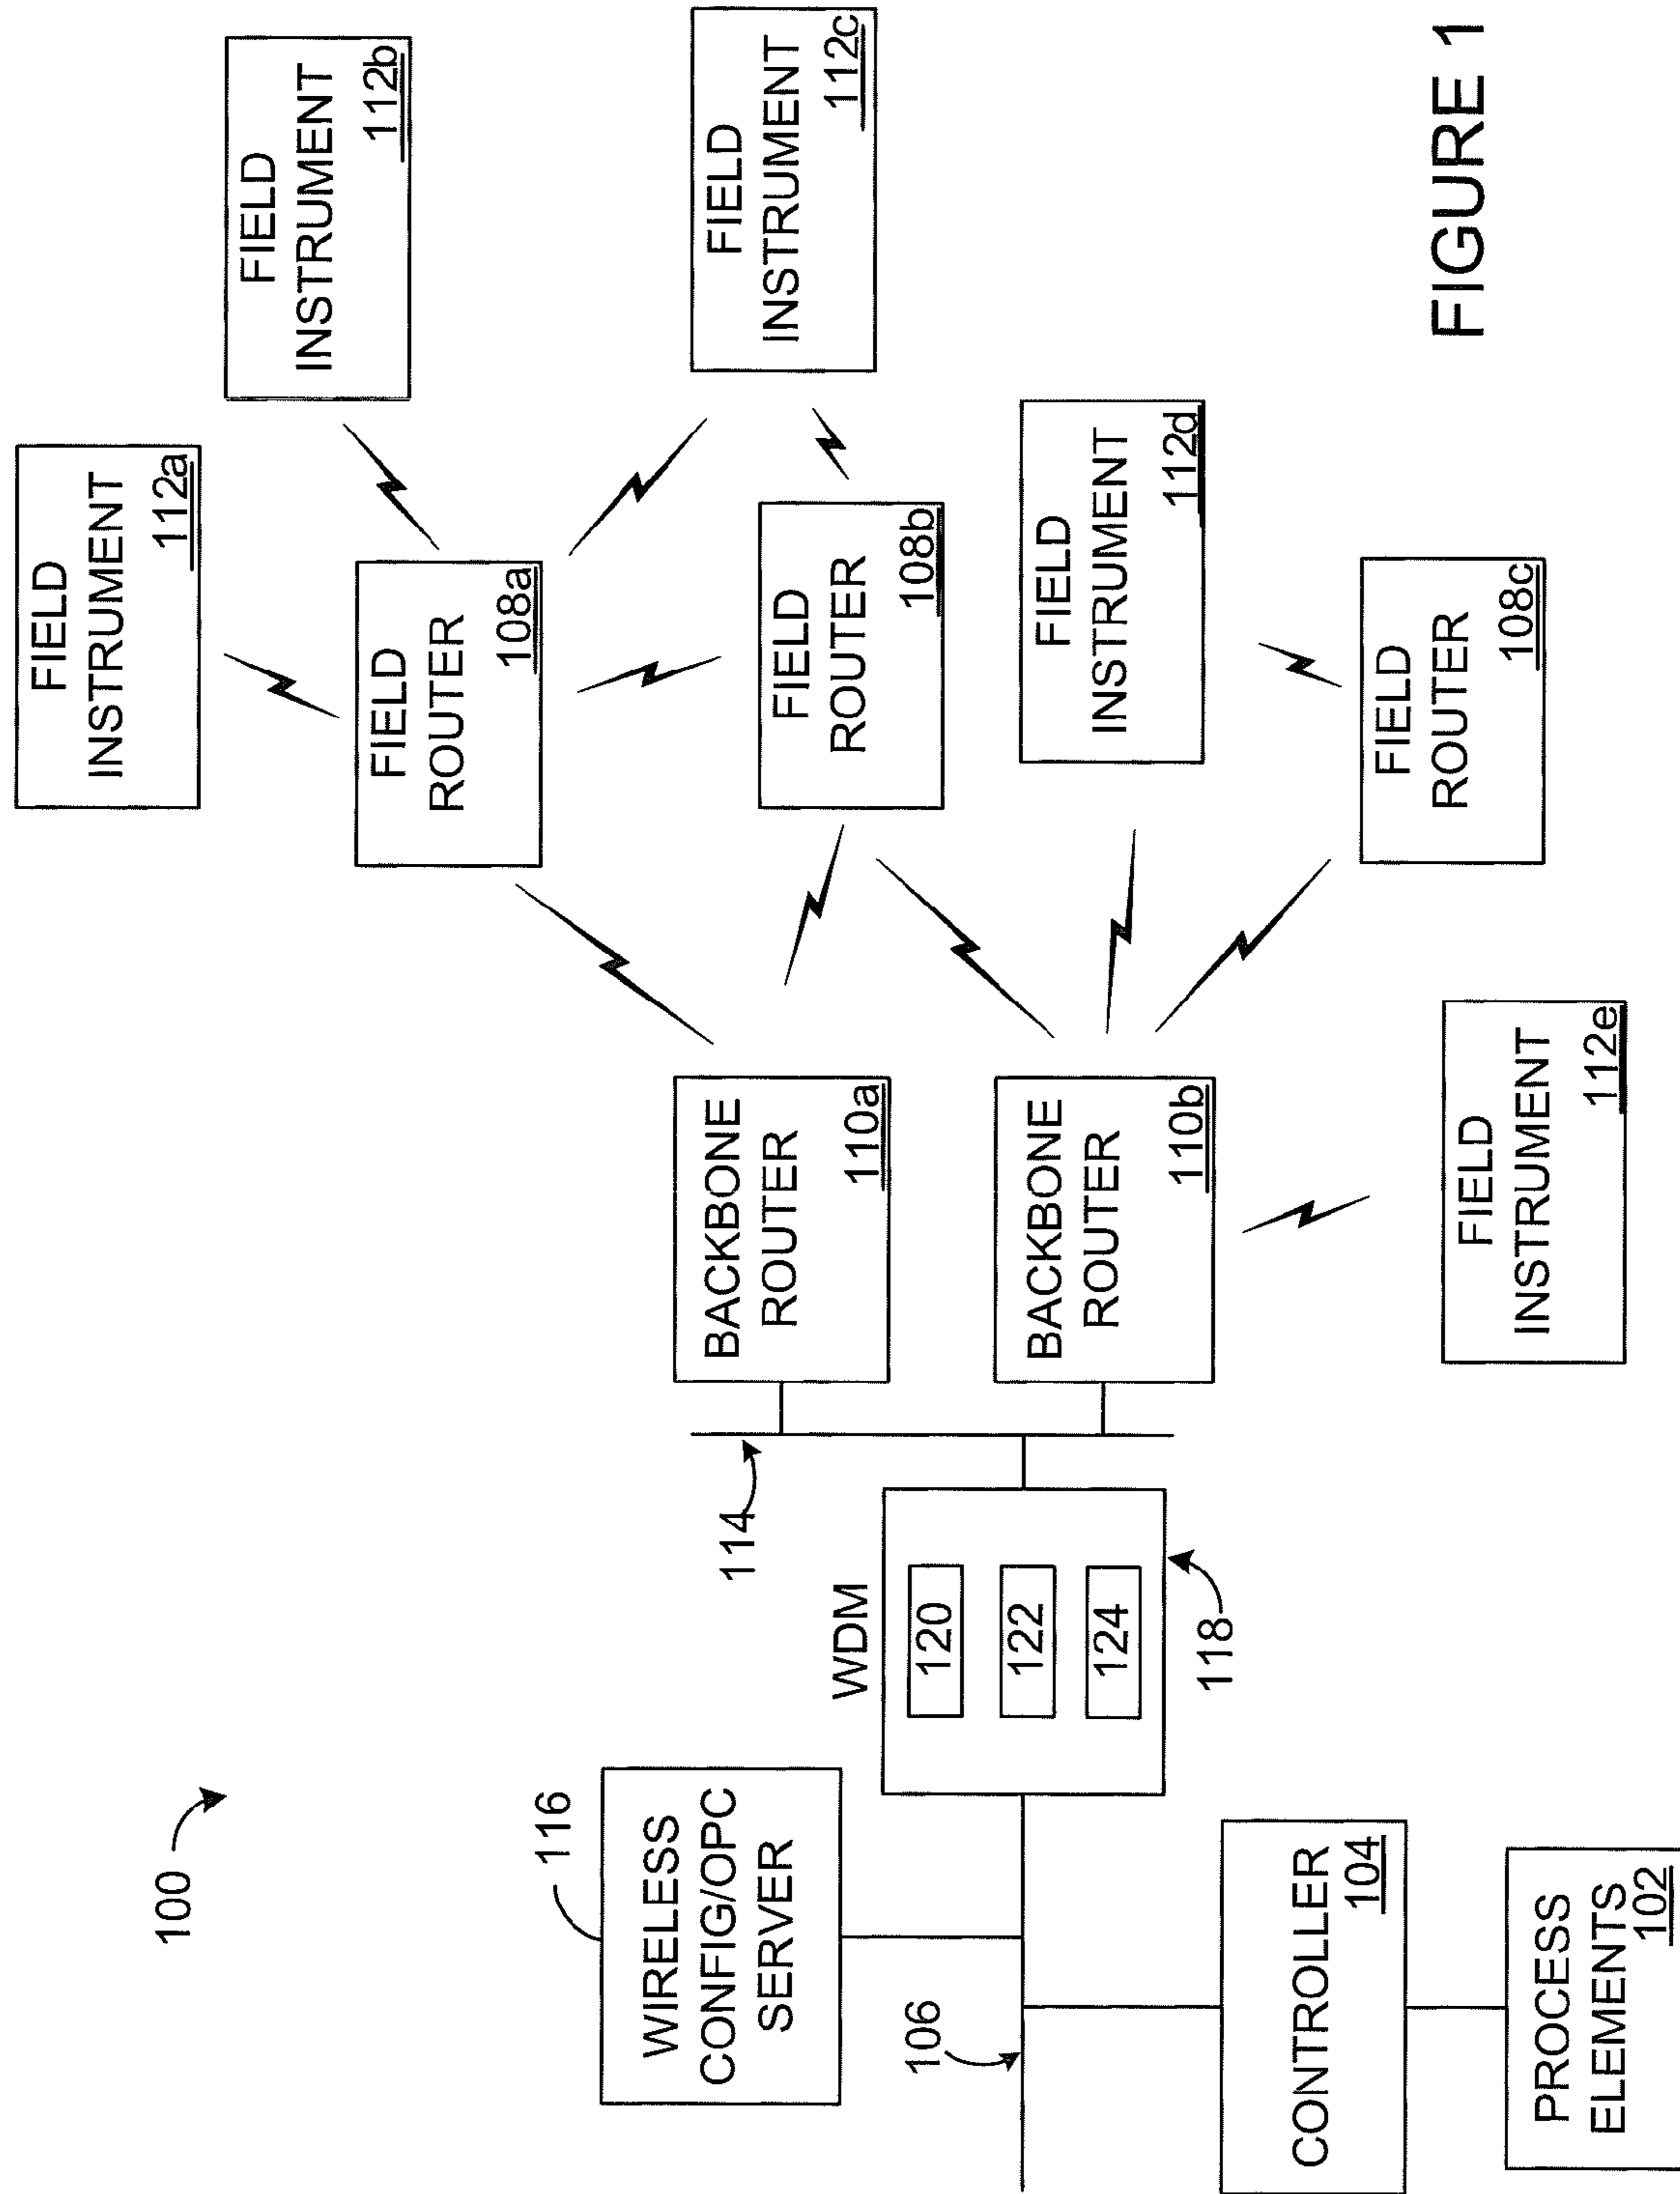 100
116
WIRELESS
CONFIG/OPC
SERVER
106
CONTROLLER
104
PROCESS
ELEMENTS
102
WDM
120
122
124
118
114
BACKBONE
ROUTER
110a
BACKBONE
ROUTER
110b
FIELD
INSTRUMENT
112e
FIELD
ROUTER
108a
FIELD
ROUTER
108b
FIELD
ROUTER
108c
FIELD
INSTRUMENT
112a
FIELD
INSTRUMENT
112b
FIELD
INSTRUMENT
112c
FIELD
INSTRUMENT
112d
FIGURE 1